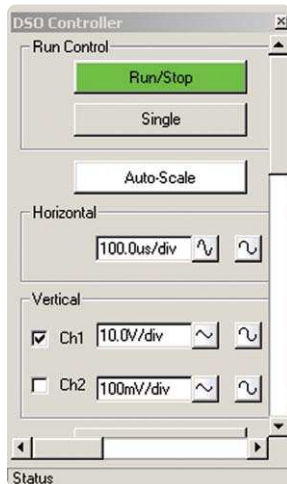 DSO Controller
Run Control
Run/Stop
Single
Auto-Scale
Horizontal
100.0us/div
Vertical
Ch1 10.0V/div
Ch2 100mV/div
Status